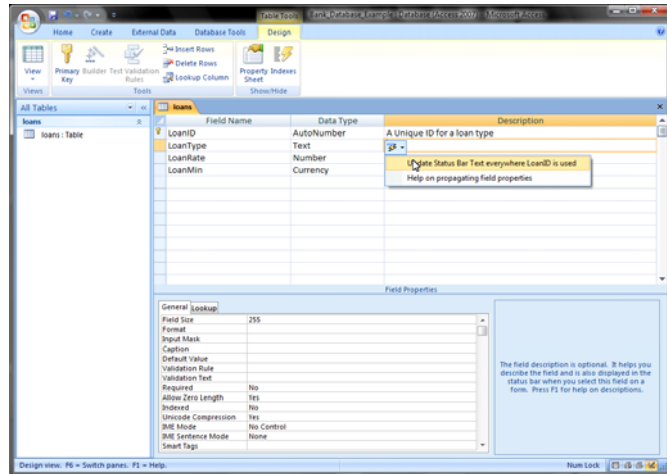 Table Tools Bank_Database_Example : Database (Access 2007) - Microsoft Access
Home Create External Data Database Tools Design
View
Primary Key
Builder
Test Validation Rules
Insert Rows
Delete Rows
Lookup Column
Property Sheet
Indexes
Views Tools Show/Hide
All Tables
loans
loans : Table
loans
Field Name Data Type Description
LoanID AutoNumber A Unique ID for a loan type
LoanType Text
LoanRate Number
LoanMin Currency
Update Status Bar Text everywhere LoanID is used
Help on propagating field properties
Field Properties
General Lookup
Field Size 255
Format
Input Mask
Caption
Default Value
Validation Rule
Validation Text
Required No
Allow Zero Length Yes
Indexed No
Unicode Compression Yes
IME Mode No Control
IME Sentence Mode None
Smart Tags
The field description is optional. It helps you
describe the field and is also displayed in the
status bar when you select this field on a
form. Press F1 for help on descriptions.
Design view. F6 = Switch panes. F1 = Help.
Num Lock